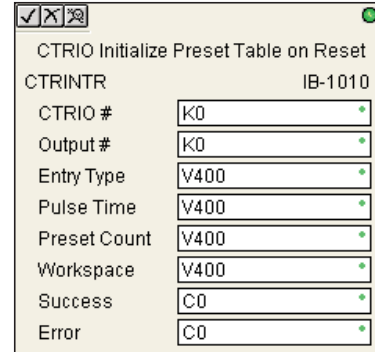 CTRIO Initialize Preset Table on Reset
CTRINTR IB-1010
CTRIO # K0
Output # K0
Entry Type V400
Pulse Time V400
Preset Count V400
Workspace V400
Success C0
Error C0